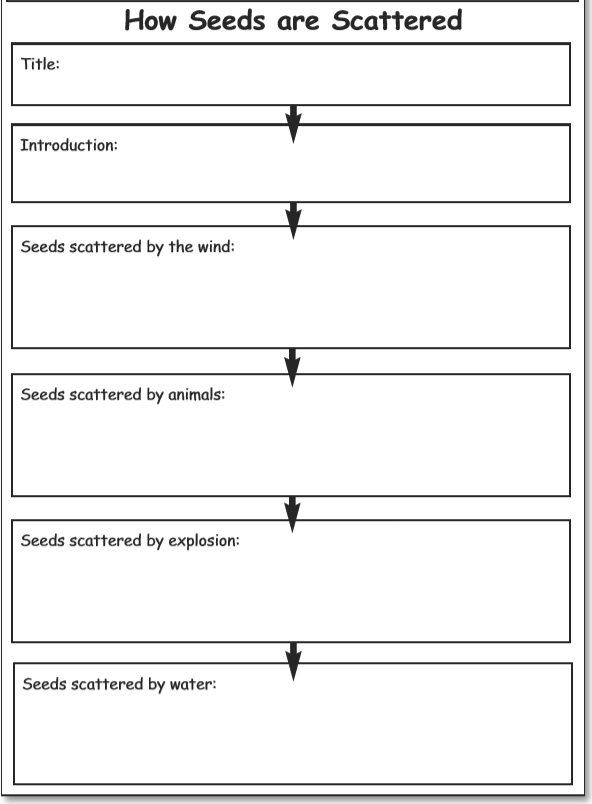 How Seeds are Scattered
Title:
Introduction:
Seeds scattered by the wind:
Seeds scattered by animals:
Seeds scattered by explosion:
Seeds scattered by water: